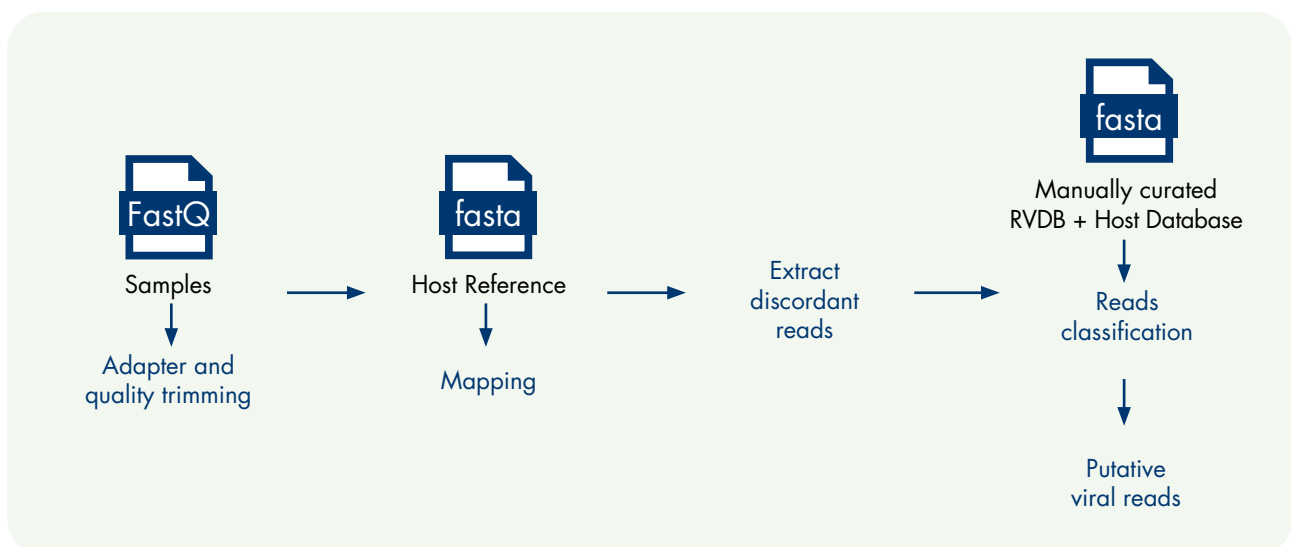 FastQ
Samples
Adapter and
quality trimming
fasta
Host Reference
Mapping
Extract
discordant
reads
fasta
Manually curated
RVDB + Host Database
Reads
classification
Putative
viral reads